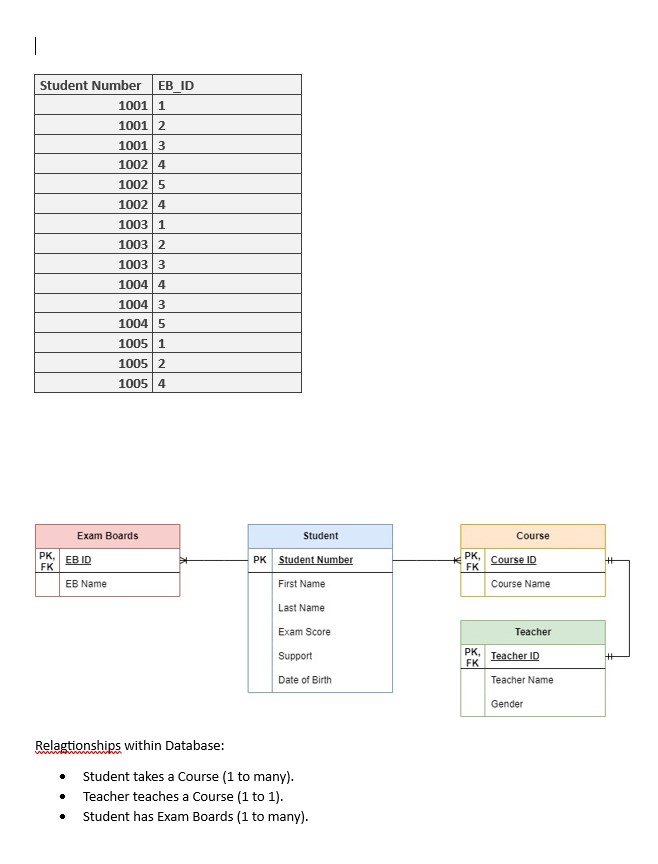 Student Number EB_ID
1001 1
1001 2
1001 3
1002 4
1002 5
1002 4
1003 1
1003 2
1003 3
1004 4
1004 3
1004 5
1005 1
1005 2
1005 4
Exam Boards
PK, FK EB ID
EB Name
Student
PK Student Number
First Name
Last Name
Exam Score
Support
Date of Birth
Course
PK, FK Course ID
Course Name
Teacher
PK, FK Teacher ID
Teacher Name
Gender
Relagtionships within Database:
• Student takes a Course (1 to many).
• Teacher teaches a Course (1 to 1).
• Student has Exam Boards (1 to many).